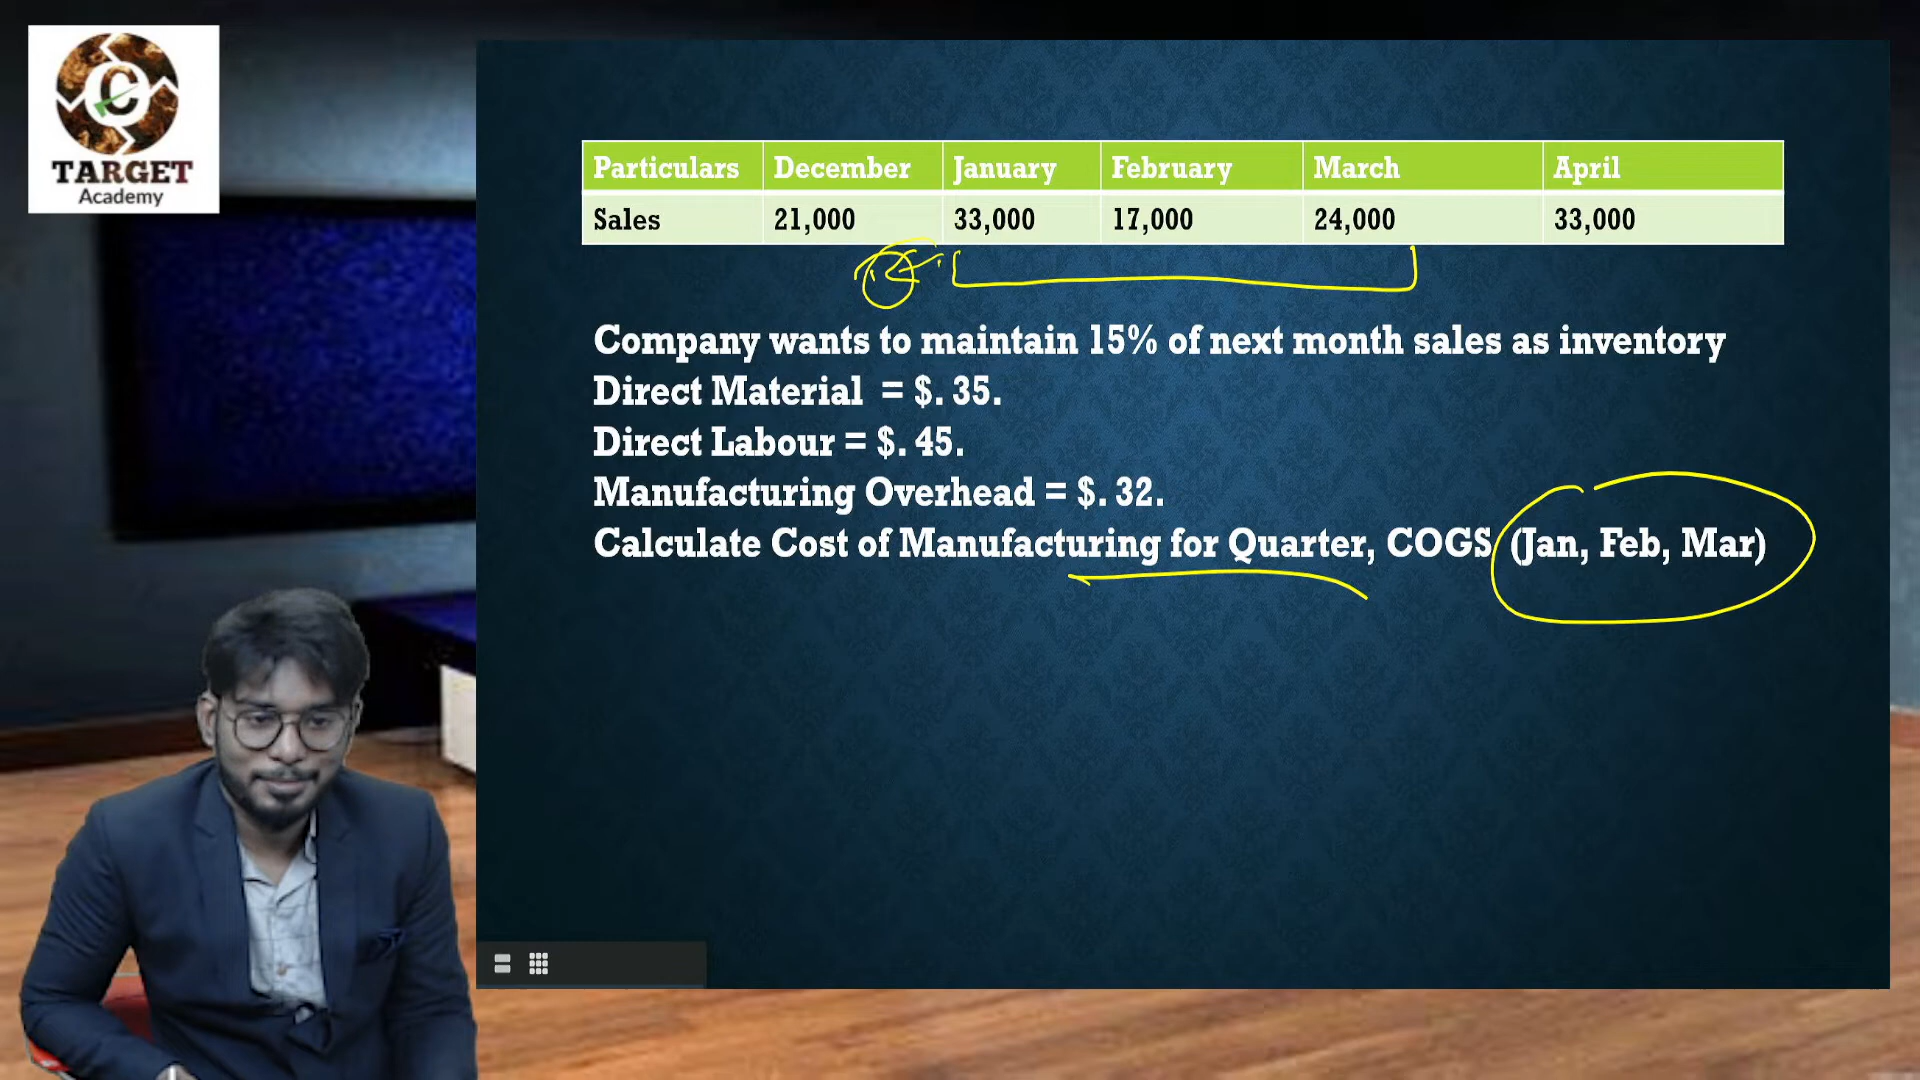 TARGET
Academy
Particulars December January February March April
Sales 21,000 33,000 17,000 24,000 33,000
Company wants to maintain 15% of next month sales as inventory
Direct Material = $. 35.
Direct Labour = $. 45.
Manufacturing Overhead = $. 32.
Calculate Cost of Manufacturing for Quarter, COGS (Jan, Feb, Mar)